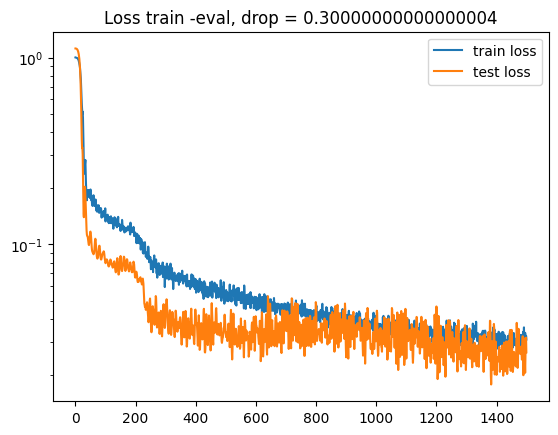 Loss train -eval, drop = 0.30000000000000004
train loss
test loss
10⁰
10⁻¹
0 200 400 600 800 1000 1200 1400